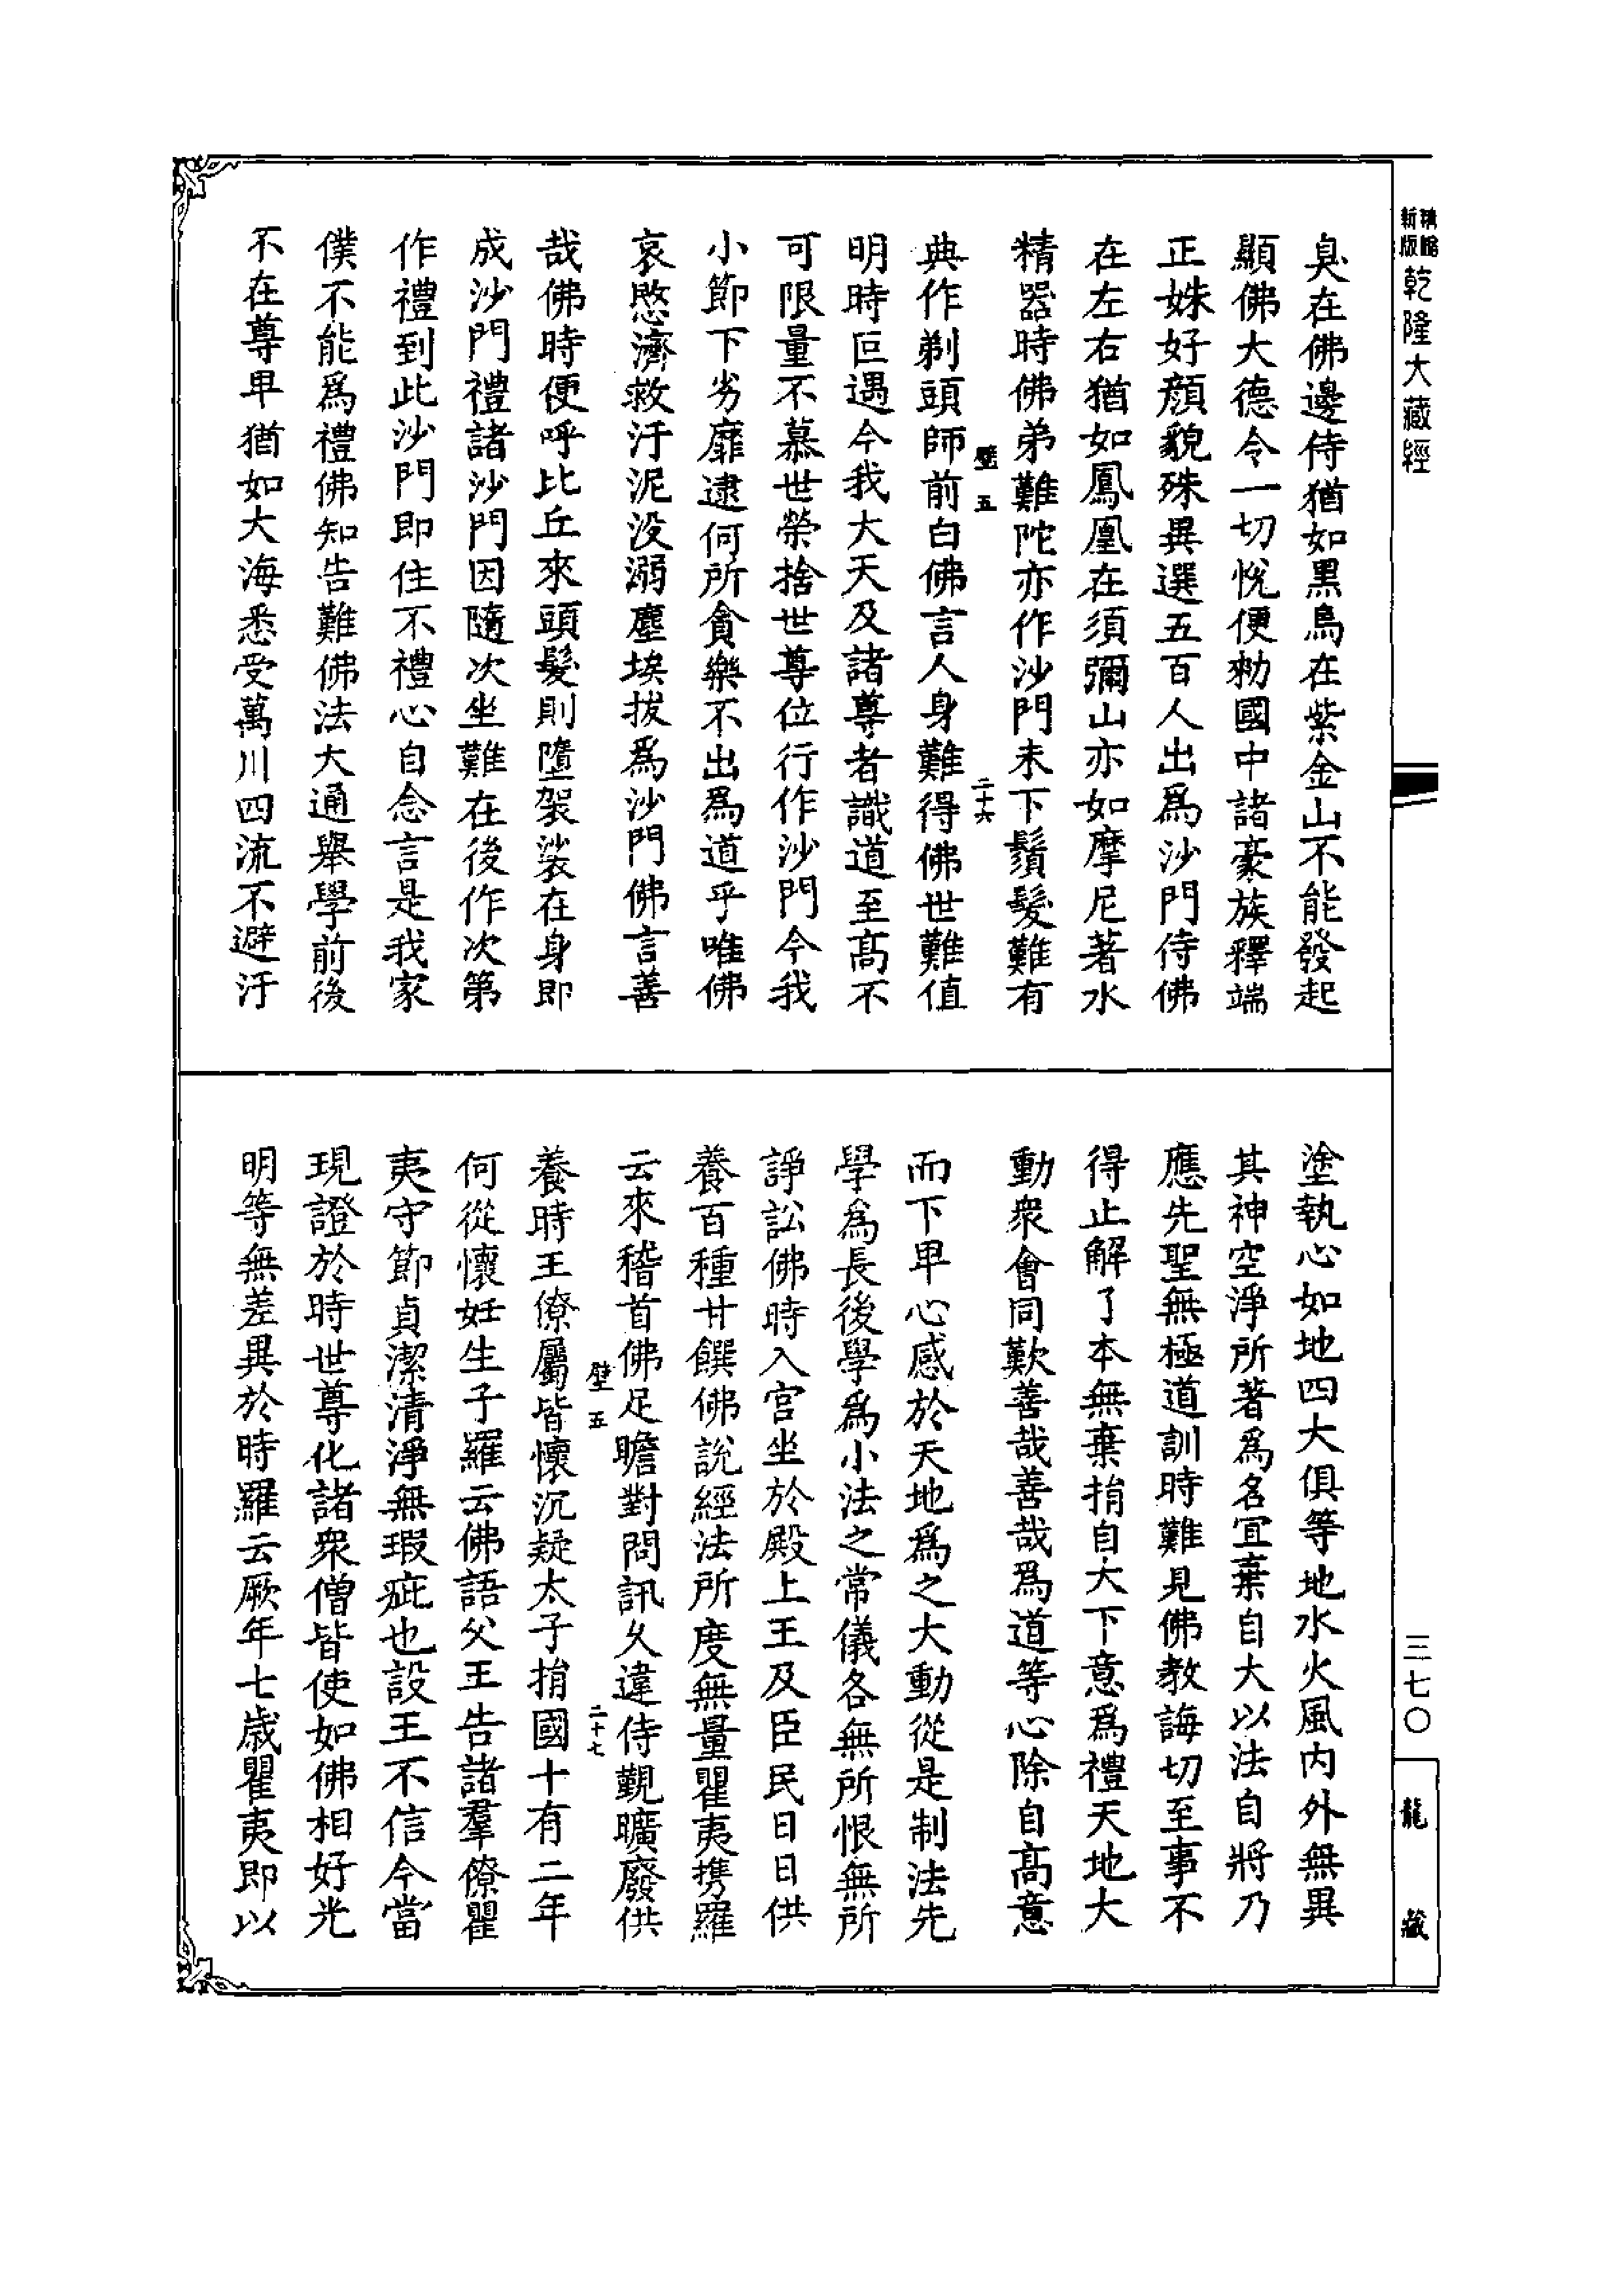 精縮新版
乾隆大藏經
臭在佛邊侍猶如黑烏在紫金山不能發起
顯佛大德令一切悅便勑國中諸豪族釋端
正姝好顏貌殊異選五百人出爲沙門侍佛
在左右猶如鳳凰在須彌山亦如摩尼著水
精器時佛弟難陀亦作沙門未下鬚髮難有
壁五
二十六
典作剃頭師前白佛言人身難得佛世難值
明時叵遇今我大天及諸尊者識道至高不
可限量不慕世榮捨世尊位行作沙門今我
小節下劣靡逮何所貪樂不出爲道乎唯佛
哀愍濟救汙泥没溺塵埃拔爲沙門佛言善
哉佛時便呼比丘來頭髮則墮袈裟在身即
成沙門禮諸沙門因隨次坐難在後作次第
作禮到此沙門即住不禮心自念言是我家
僕不能爲禮佛知告難佛法大通舉學前後
不在尊卑猶如大海悉受萬川四流不避汙
塗執心如地四大俱等地水火風内外無異
其神空淨所著爲名宜棄自大以法自將乃
應先聖無極道訓時難見佛教誨切至事不
得止解了本無棄捐自大下意爲禮天地大
動衆會同歎善哉善哉爲道等心除自高意
而下卑心感於天地爲之大動從是制法先
學爲長後學爲小法之常儀各無所恨無所
諍訟佛時入宮坐於殿上王及臣民日日供
養百種甘饌佛說經法所度無量瞿夷携羅
云來稽首佛足瞻對問訊久違侍覲曠廢供
壁五
二十七
養時王僚屬皆懷沉疑太子捐國十有二年
何從懷妊生子羅云佛語父王告諸羣僚瞿
夷守節貞潔清淨無瑕疵也設王不信今當
現證於時世尊化諸衆僧皆使如佛相好光
明等無差異於時羅云厥年七歲瞿夷即以
三七〇
龍藏